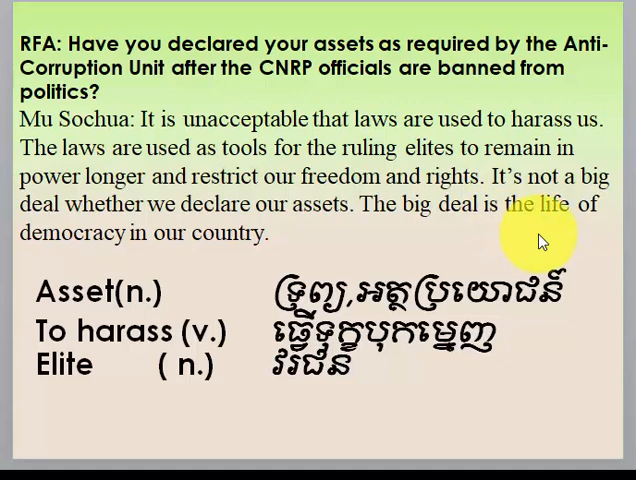 RFA: Have you declared your assets as required by the Anti-
Corruption Unit after the CNRP officials are banned from
politics?
Mu Sochua: It is unacceptable that laws are used to harass us.
The laws are used as tools for the ruling elites to remain in
power longer and restrict our freedom and rights. It’s not a big
deal whether we declare our assets. The big deal is the life of
democracy in our country.
Asset(n.) ទ្រព្យ,អត្ថប្រយោជន៍
To harass (v.) ធ្វើទុក្ខបុកម្នេញ
Elite ( n.) វរជន